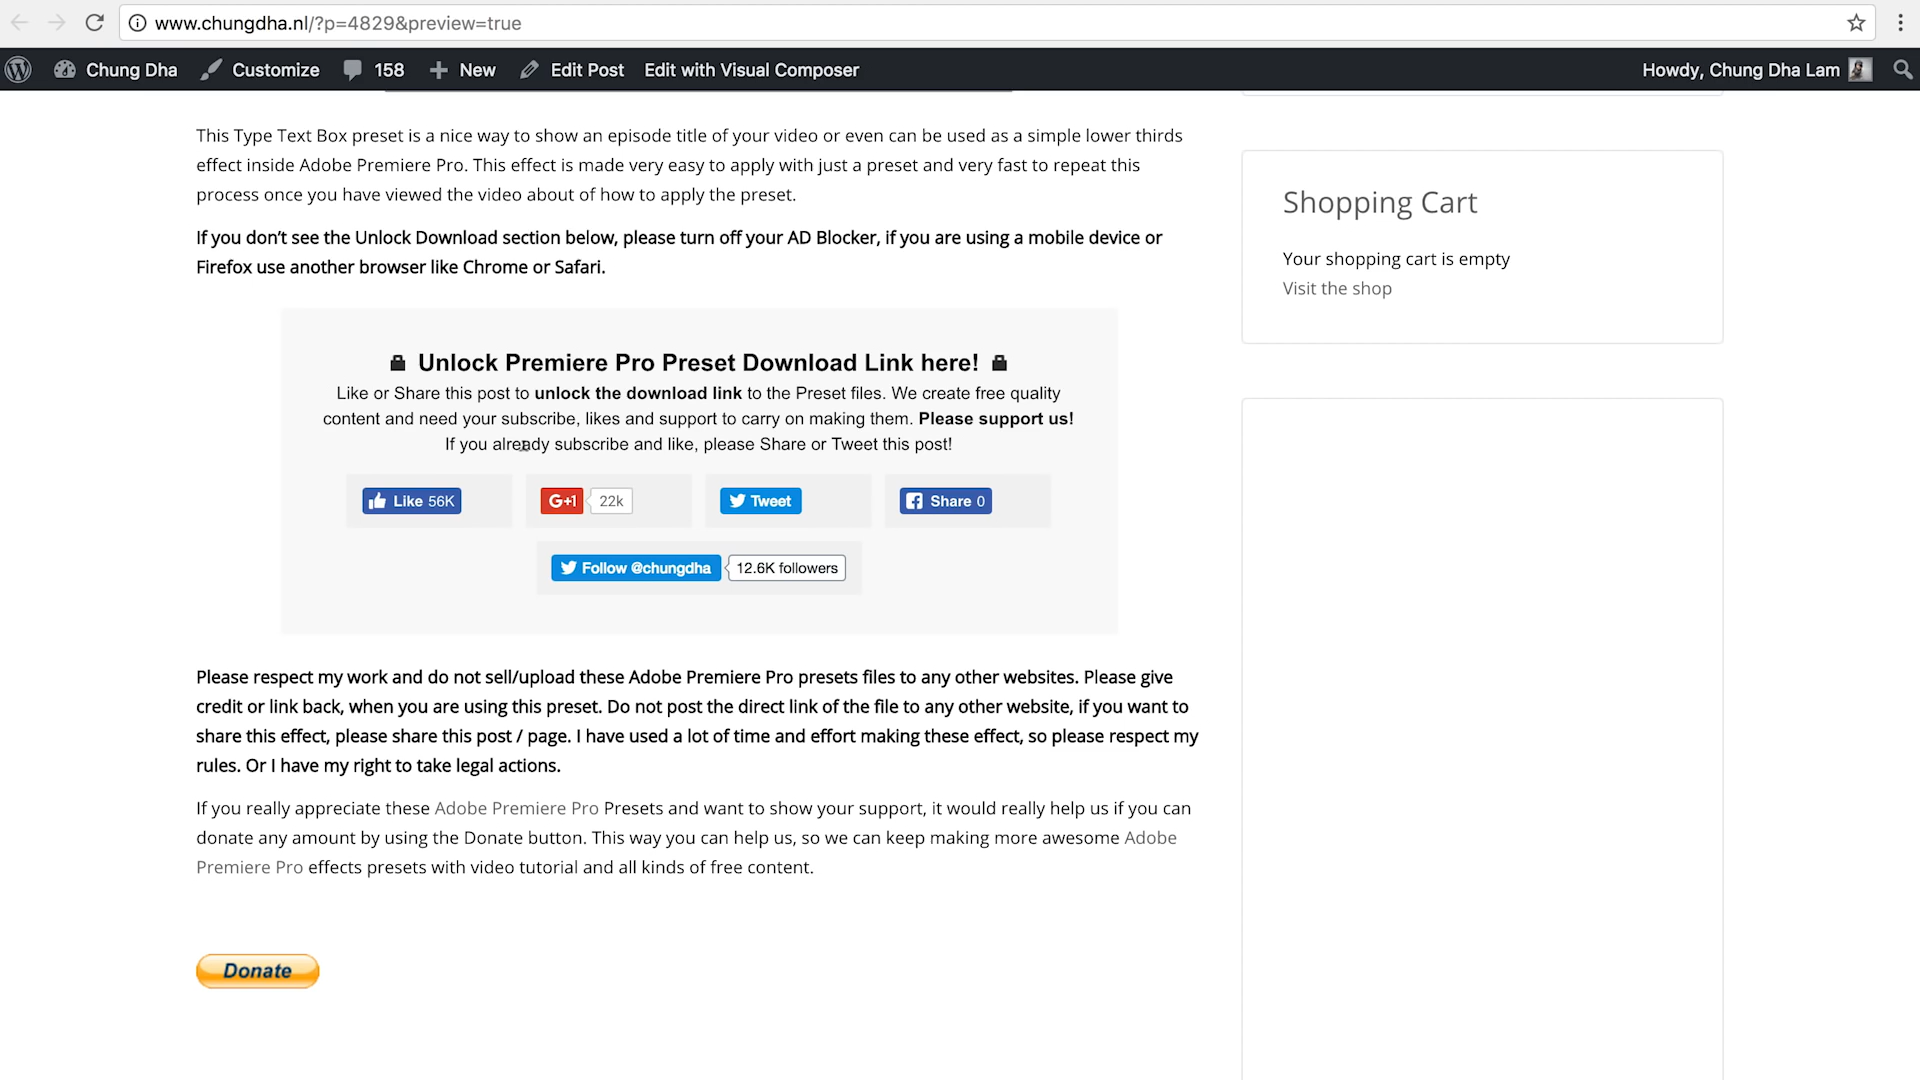 www.chungdha.nl/?p=4829&preview=true
Chung Dha Customize 158 New Edit Post Edit with Visual Composer Howdy, Chung Dha Lam
This Type Text Box preset is a nice way to show an episode title of your video or even can be used as a simple lower thirds
effect inside Adobe Premiere Pro. This effect is made very easy to apply with just a preset and very fast to repeat this
process once you have viewed the video about of how to apply the preset.
If you don't see the Unlock Download section below, please turn off your AD Blocker, if you are using a mobile device or
Firefox use another browser like Chrome or Safari.
Unlock Premiere Pro Preset Download Link here!
Like or Share this post to unlock the download link to the Preset files. We create free quality
content and need your subscribe, likes and support to carry on making them. Please support us!
If you already subscribe and like, please Share or Tweet this post!
Like 56K G+1 22k Tweet Share 0
Follow @chungdha 12.6K followers
Please respect my work and do not sell/upload these Adobe Premiere Pro presets files to any other websites. Please give
credit or link back, when you are using this preset. Do not post the direct link of the file to any other website, if you want to
share this effect, please share this post / page. I have used a lot of time and effort making these effect, so please respect my
rules. Or I have my right to take legal actions.
If you really appreciate these Adobe Premiere Pro Presets and want to show your support, it would really help us if you can
donate any amount by using the Donate button. This way you can help us, so we can keep making more awesome Adobe
Premiere Pro effects presets with video tutorial and all kinds of free content.
Donate
Shopping Cart
Your shopping cart is empty
Visit the shop